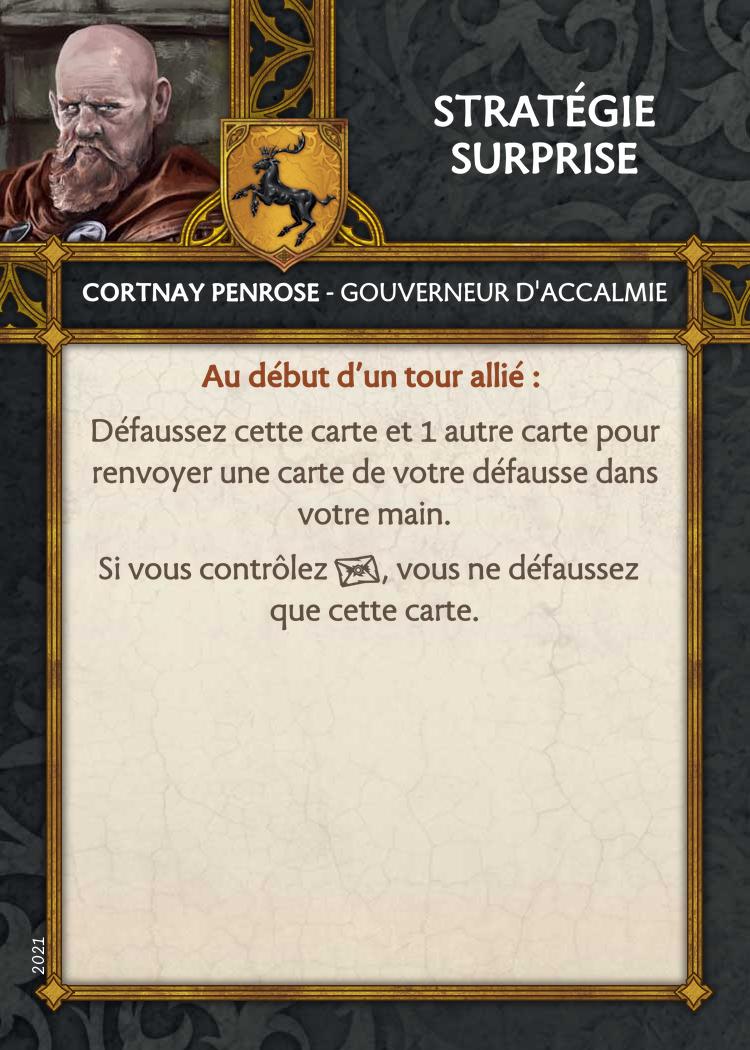 STRATÉGIE
SURPRISE
CORTNAY PENROSE - GOUVERNEUR D'ACCALMIE
Au début d’un tour allié :
Défaussez cette carte et 1 autre carte pour
renvoyer une carte de votre défausse dans
votre main.
Si vous contrôlez , vous ne défaussez
que cette carte.
2021